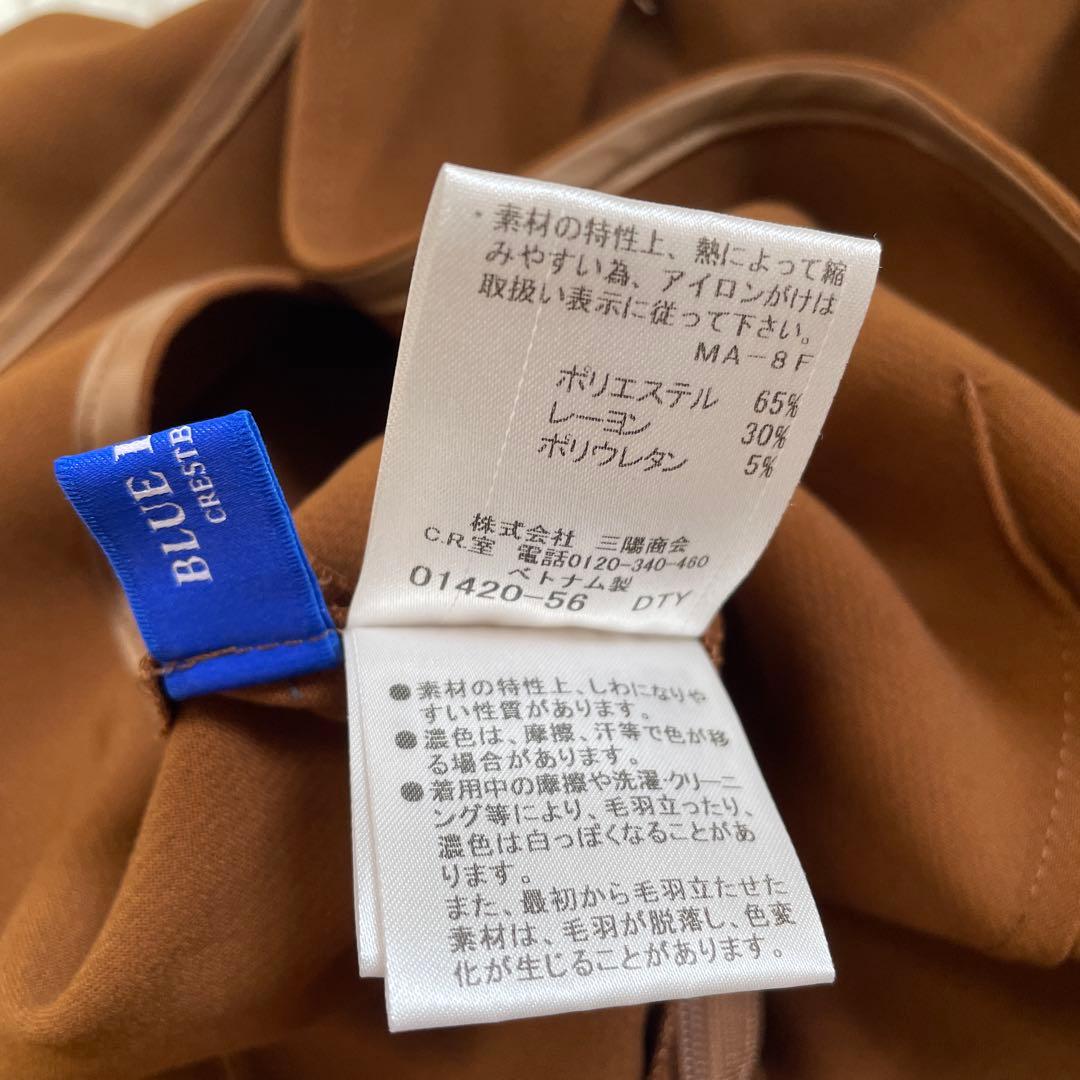 ・素材の特性上、熱によって縮
みやすい為、アイロンがけは
取扱い表示に従って下さい。
MA-8F
ポリエステル 65%
レーヨン 30%
ポリウレタン 5%
株式会社 三陽商会
C.R.室 電話0120-340-460
ベトナム製
01420-56 DTY
BLUE
CRESTB
●素材の特性上、しわになりや
すい性質があります。
●濃色は、摩擦、汗等で色が移
る場合があります。
●着用中の摩擦や洗濯・クリーニ
ング等により、毛羽立ったり、
濃色は白っぽくなることがあ
ります。
また、最初から毛羽立たせた
素材は、毛羽が脱落し、色変
化が生じることがあります。